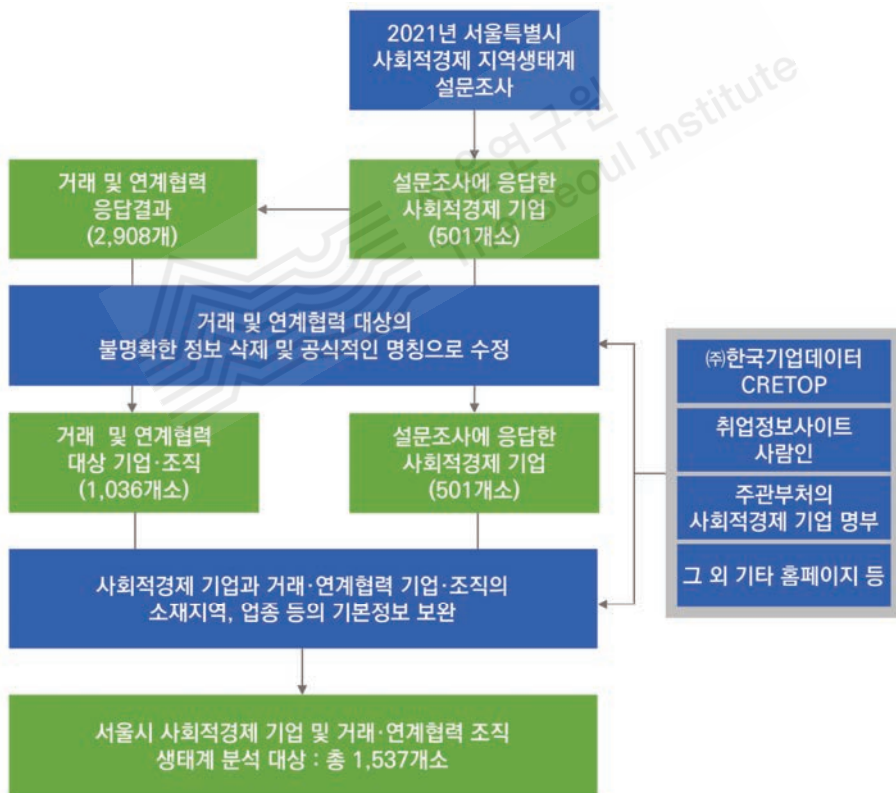 2021년 서울특별시
사회적경제 지역생태계
설문조사
거래 및 연계협력
응답결과
(2,908개)
설문조사에 응답한
사회적경제 기업
(501개소)
거래 및 연계협력 대상의
불명확한 정보 삭제 및 공식적인 명칭으로 수정
㈜한국기업데이터
CRETOP
취업정보사이트
사람인
주관부처의
사회적경제 기업 명부
그 외 기타 홈페이지 등
거래 및 연계협력
대상 기업·조직
(1,036개소)
설문조사에 응답한
사회적경제 기업
(501개소)
사회적경제 기업과 거래·연계협력 기업·조직의
소재지역, 업종 등의 기본정보 보완
서울시 사회적경제 기업 및 거래·연계협력 조직
생태계 분석 대상 : 총 1,537개소
서울연구원
The Seoul Institute